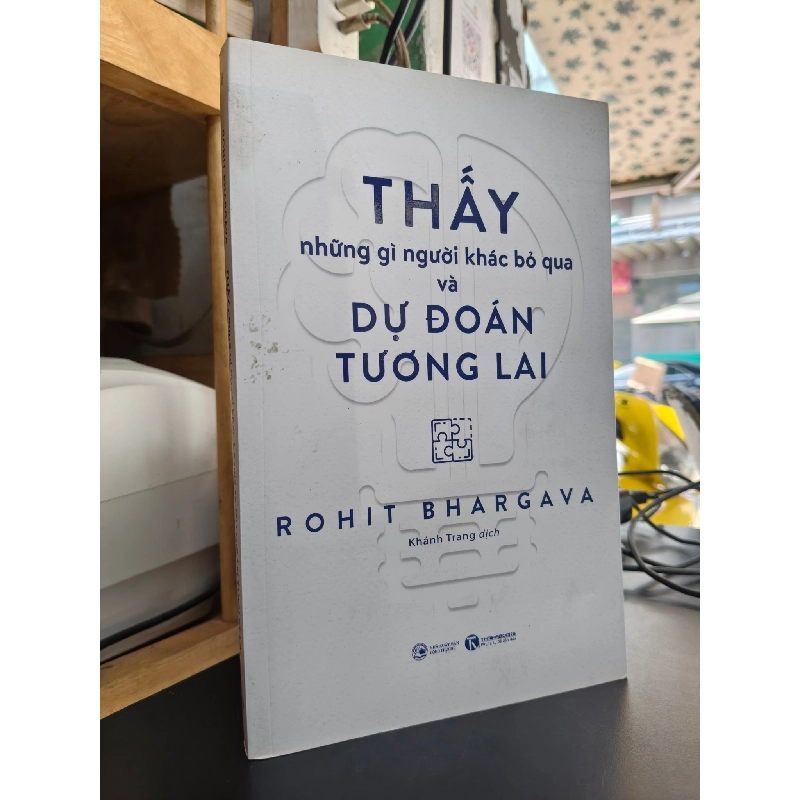 THẤY
những gì người khác bỏ qua
và
DỰ ĐOÁN
TƯƠNG LAI
ROHIT BHARGAVA
Khánh Trang dịch